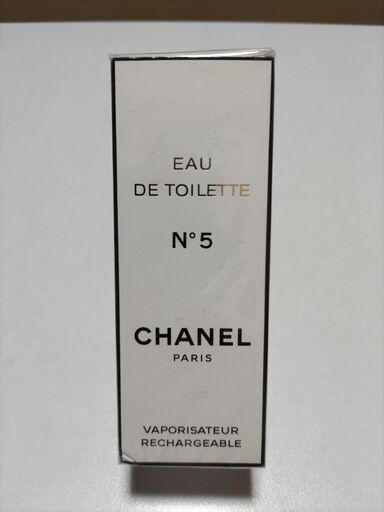 EAU
DE TOILETTE
N°5
CHANEL
PARIS
VAPORISATEUR
RECHARGEABLE